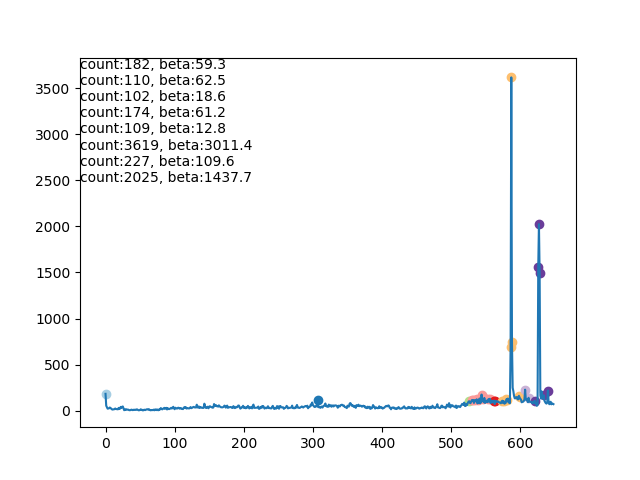 count:182, beta:59.3
count:110, beta:62.5
count:102, beta:18.6
count:174, beta:61.2
count:109, beta:12.8
count:3619, beta:3011.4
count:227, beta:109.6
count:2025, beta:1437.7
3500
3000
2500
2000
1500
1000
500
0
0 100 200 300 400 500 600